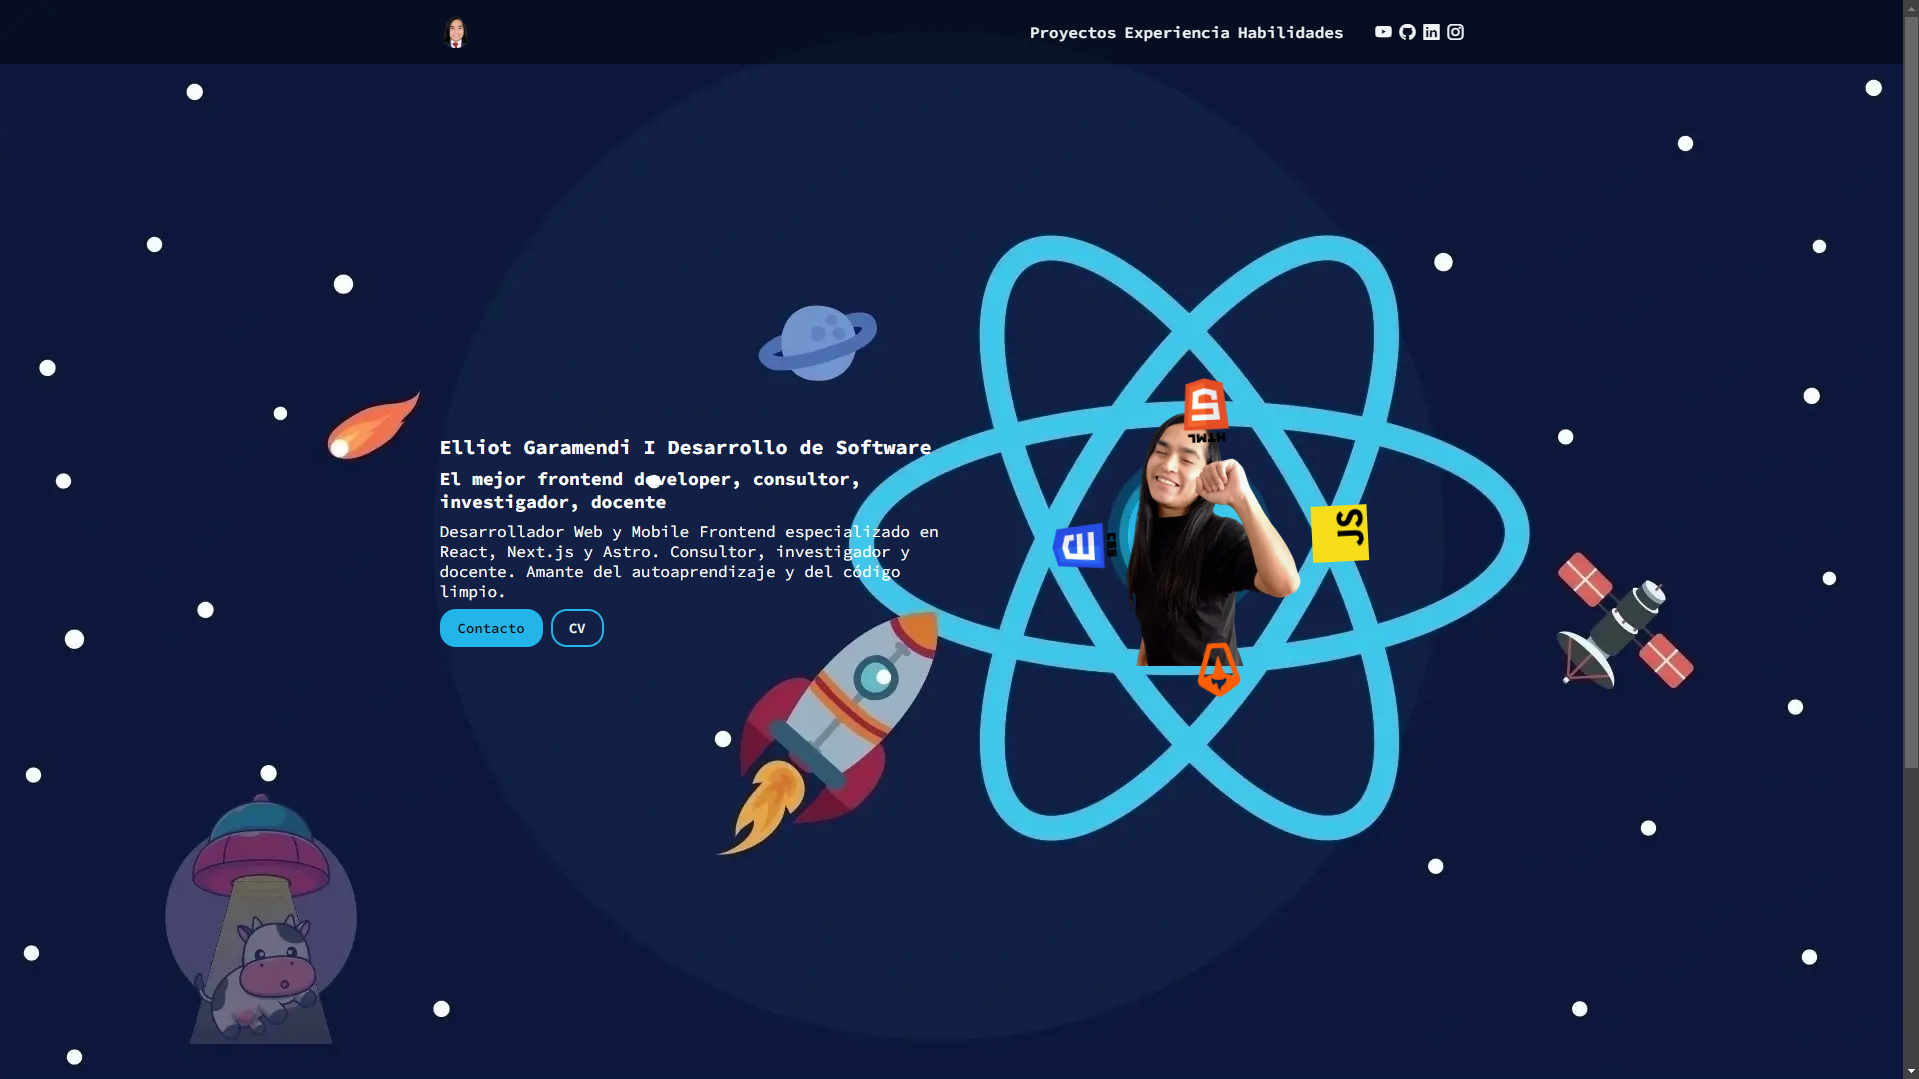 Proyectos Experiencia Habilidades
Elliot Garamendi I Desarrollo de Software
El mejor frontend developer, consultor,
investigador, docente
Desarrollador Web y Mobile Frontend especializado en
React, Next.js y Astro. Consultor, investigador y
docente. Amante del autoaprendizaje y del código
limpio.
Contacto CV
HTML
CSS
JS